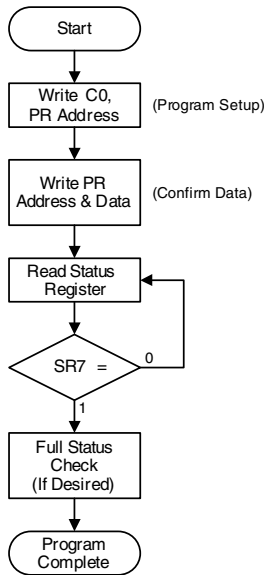 Start
Write C0,
PR Address
(Program Setup)
Write PR
Address & Data
(Confirm Data)
Read Status
Register
SR7 =
0
1
Full Status
Check
(If Desired)
Program
Complete